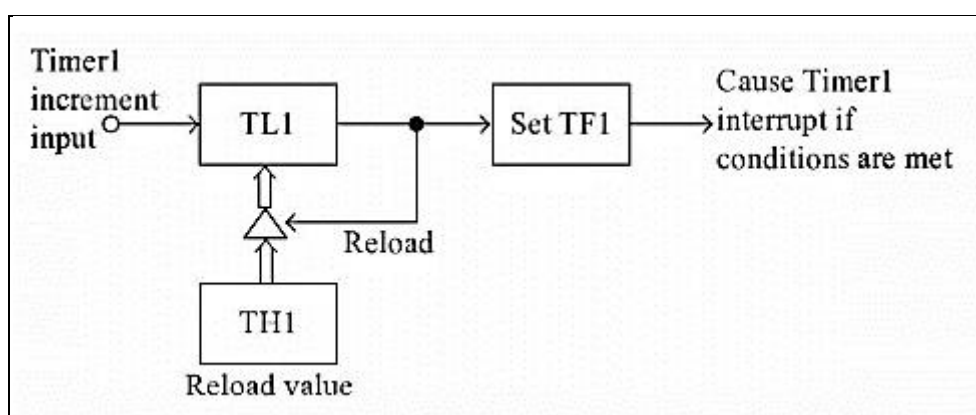 Timer1
increment
input
TL1
Set TF1
Cause Timer1
interrupt if
conditions are met
Reload
TH1
Reload value